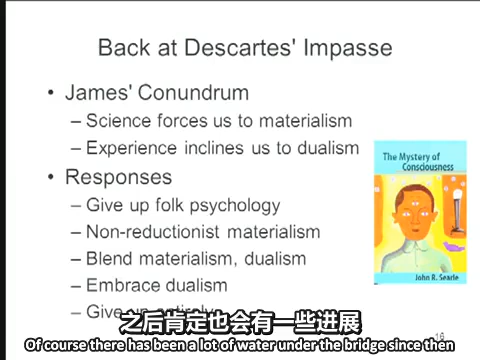 Back at Descartes' Impasse
• James' Conundrum
– Science forces us to materialism
– Experience inclines us to dualism
The Mystery of
Consciousness
John R. Searle
• Responses
– Give up folk psychology
– Non-reductionist materialism
– Blend materialism, dualism
– Embrace dualism
– Give up
16
之后肯定也会有一些进展
Of course there has been a lot of water under the bridge since then